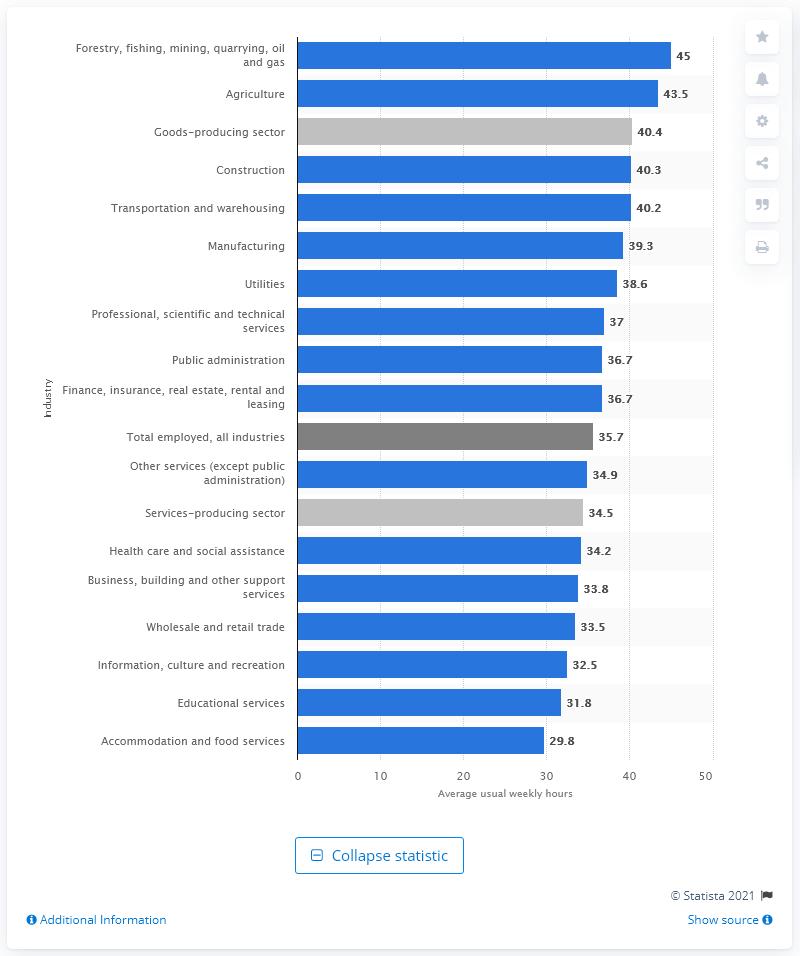 Forestry, fishing, mining, quarrying, oil
and gas
45
Agriculture
43.5
Goods-producing sector
40.4
Construction
40.3
Transportation and warehousing
40.2
Manufacturing
39.3
Utilities
38.6
Professional, scientific and technical
services
37
Public administration
36.7
Industry
Finance, insurance, real estate, rental and
leasing
36.7
Total employed, all industries
35.7
Other services (except public
administration)
34.9
Services-producing sector
34.5
Health care and social assistance
34.2
Business, building and other support
services
33.8
Wholesale and retail trade
33.5
Information, culture and recreation
32.5
Educational services
31.8
Accommodation and food services
29.8
0 10 20 30 40 50
Average usual weekly hours
Collapse statistic
© Statista 2021
Additional Information
Show source